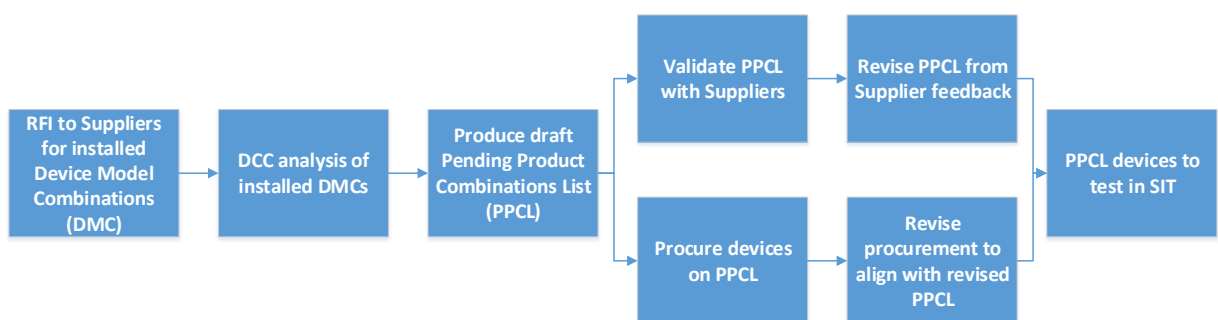 RFI to Suppliers
for installed
Device Model
Combinations
(DMC)
DCC analysis of
installed DMCs
Produce draft
Pending Product
Combinations List
(PPCL)
Validate PPCL
with Suppliers
Revise PPCL from
Supplier feedback
Procure devices
on PPCL
Revise
procurement to
align with revised
PPCL
PPCL devices to
test in SIT